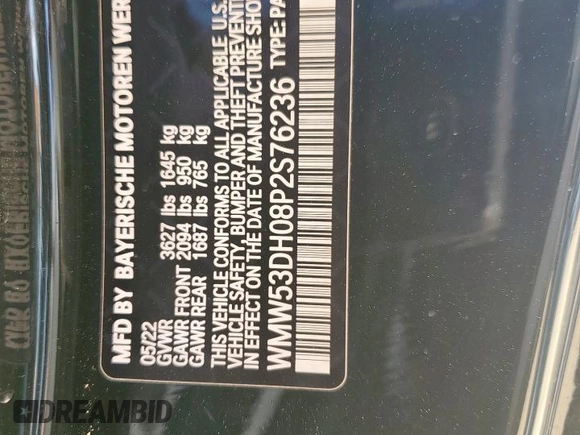 MFD BY BAYERISCHE MOTOREN WER
05/22
GVWR 3627 lbs 1645 kg
GAWR FRONT 2094 lbs 950 kg
GAWR REAR 1687 lbs 765 kg
THIS VEHICLE CONFORMS TO ALL APPLICABLE U.S.
VEHICLE SAFETY, BUMPER AND THEFT PREVENTI
IN EFFECT ON THE DATE OF MANUFACTURE SHOW
WMW53DH08P2S76236 TYPE: PA
DREAMBID